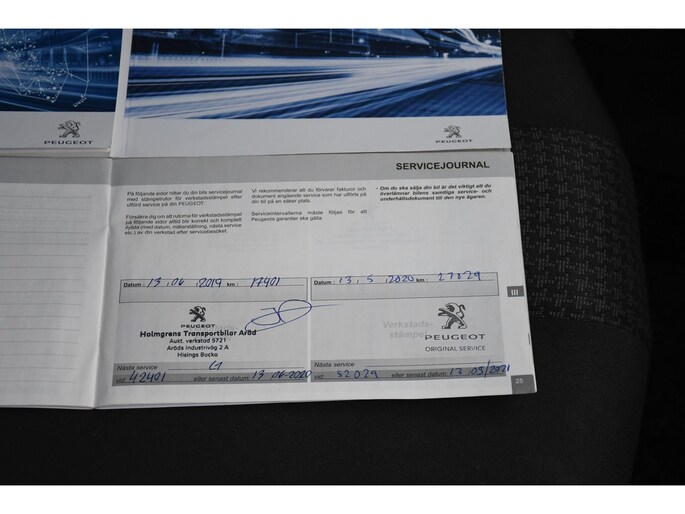 PEUGEOT
PEUGEOT
SERVICEJOURNAL
På följande sidor hittar du din bils servicejournal
med stämpelrutor för verkstadsstämpel efter
utförd service på din PEUGEOT.
Försäkra dig om att rutorna för verkstadsstämpel
på följande sidor alltid blir korrekt och komplett
ifyllda (med datum, mätarställning, nästa service
etc.) av din verkstad efter servicebesöket.
Vi rekommenderar att du förvarar fakturor och
dokument angående service som har utförts på
din bil på en säker plats.
Serviceintervallerna måste följas för att
Peugeots garantier ska gälla.
• Om du ska sälja din bil är det viktigt att du
överlämnar bilens samtliga service- och
underhållsdokument till den nye ägaren.
Datum : 13.06.2019 km : 17401
Datum : 13.5.2020 km : 27029
III
PEUGEOT
Holmgrens Transportbilar Aröd
Aukt. verkstad 5721
Aröds Industriväg 2 A
Hisings Backa
Verkstads-
stämpel
PEUGEOT
ORIGINAL SERVICE
Nästa service
vid: 42401 eller senast datum: 13 06-2020
Nästa service
vid: 52029 eller senast datum: 13.05/2021
25